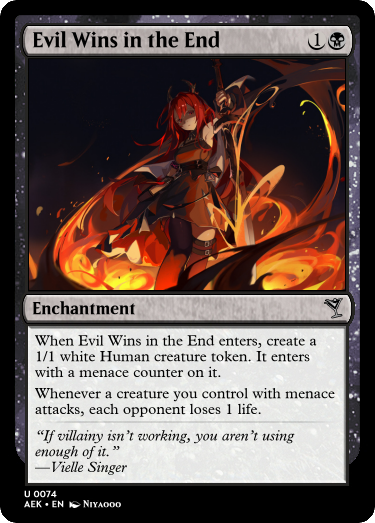 Evil Wins in the End 1
Enchantment
When Evil Wins in the End enters, create a
1/1 white Human creature token. It enters
with a menace counter on it.
Whenever a creature you control with menace
attacks, each opponent loses 1 life.
“If villainy isn’t working, you aren’t using
enough of it.”
—Vielle Singer
U 0074
AEK • EN Niyaooo